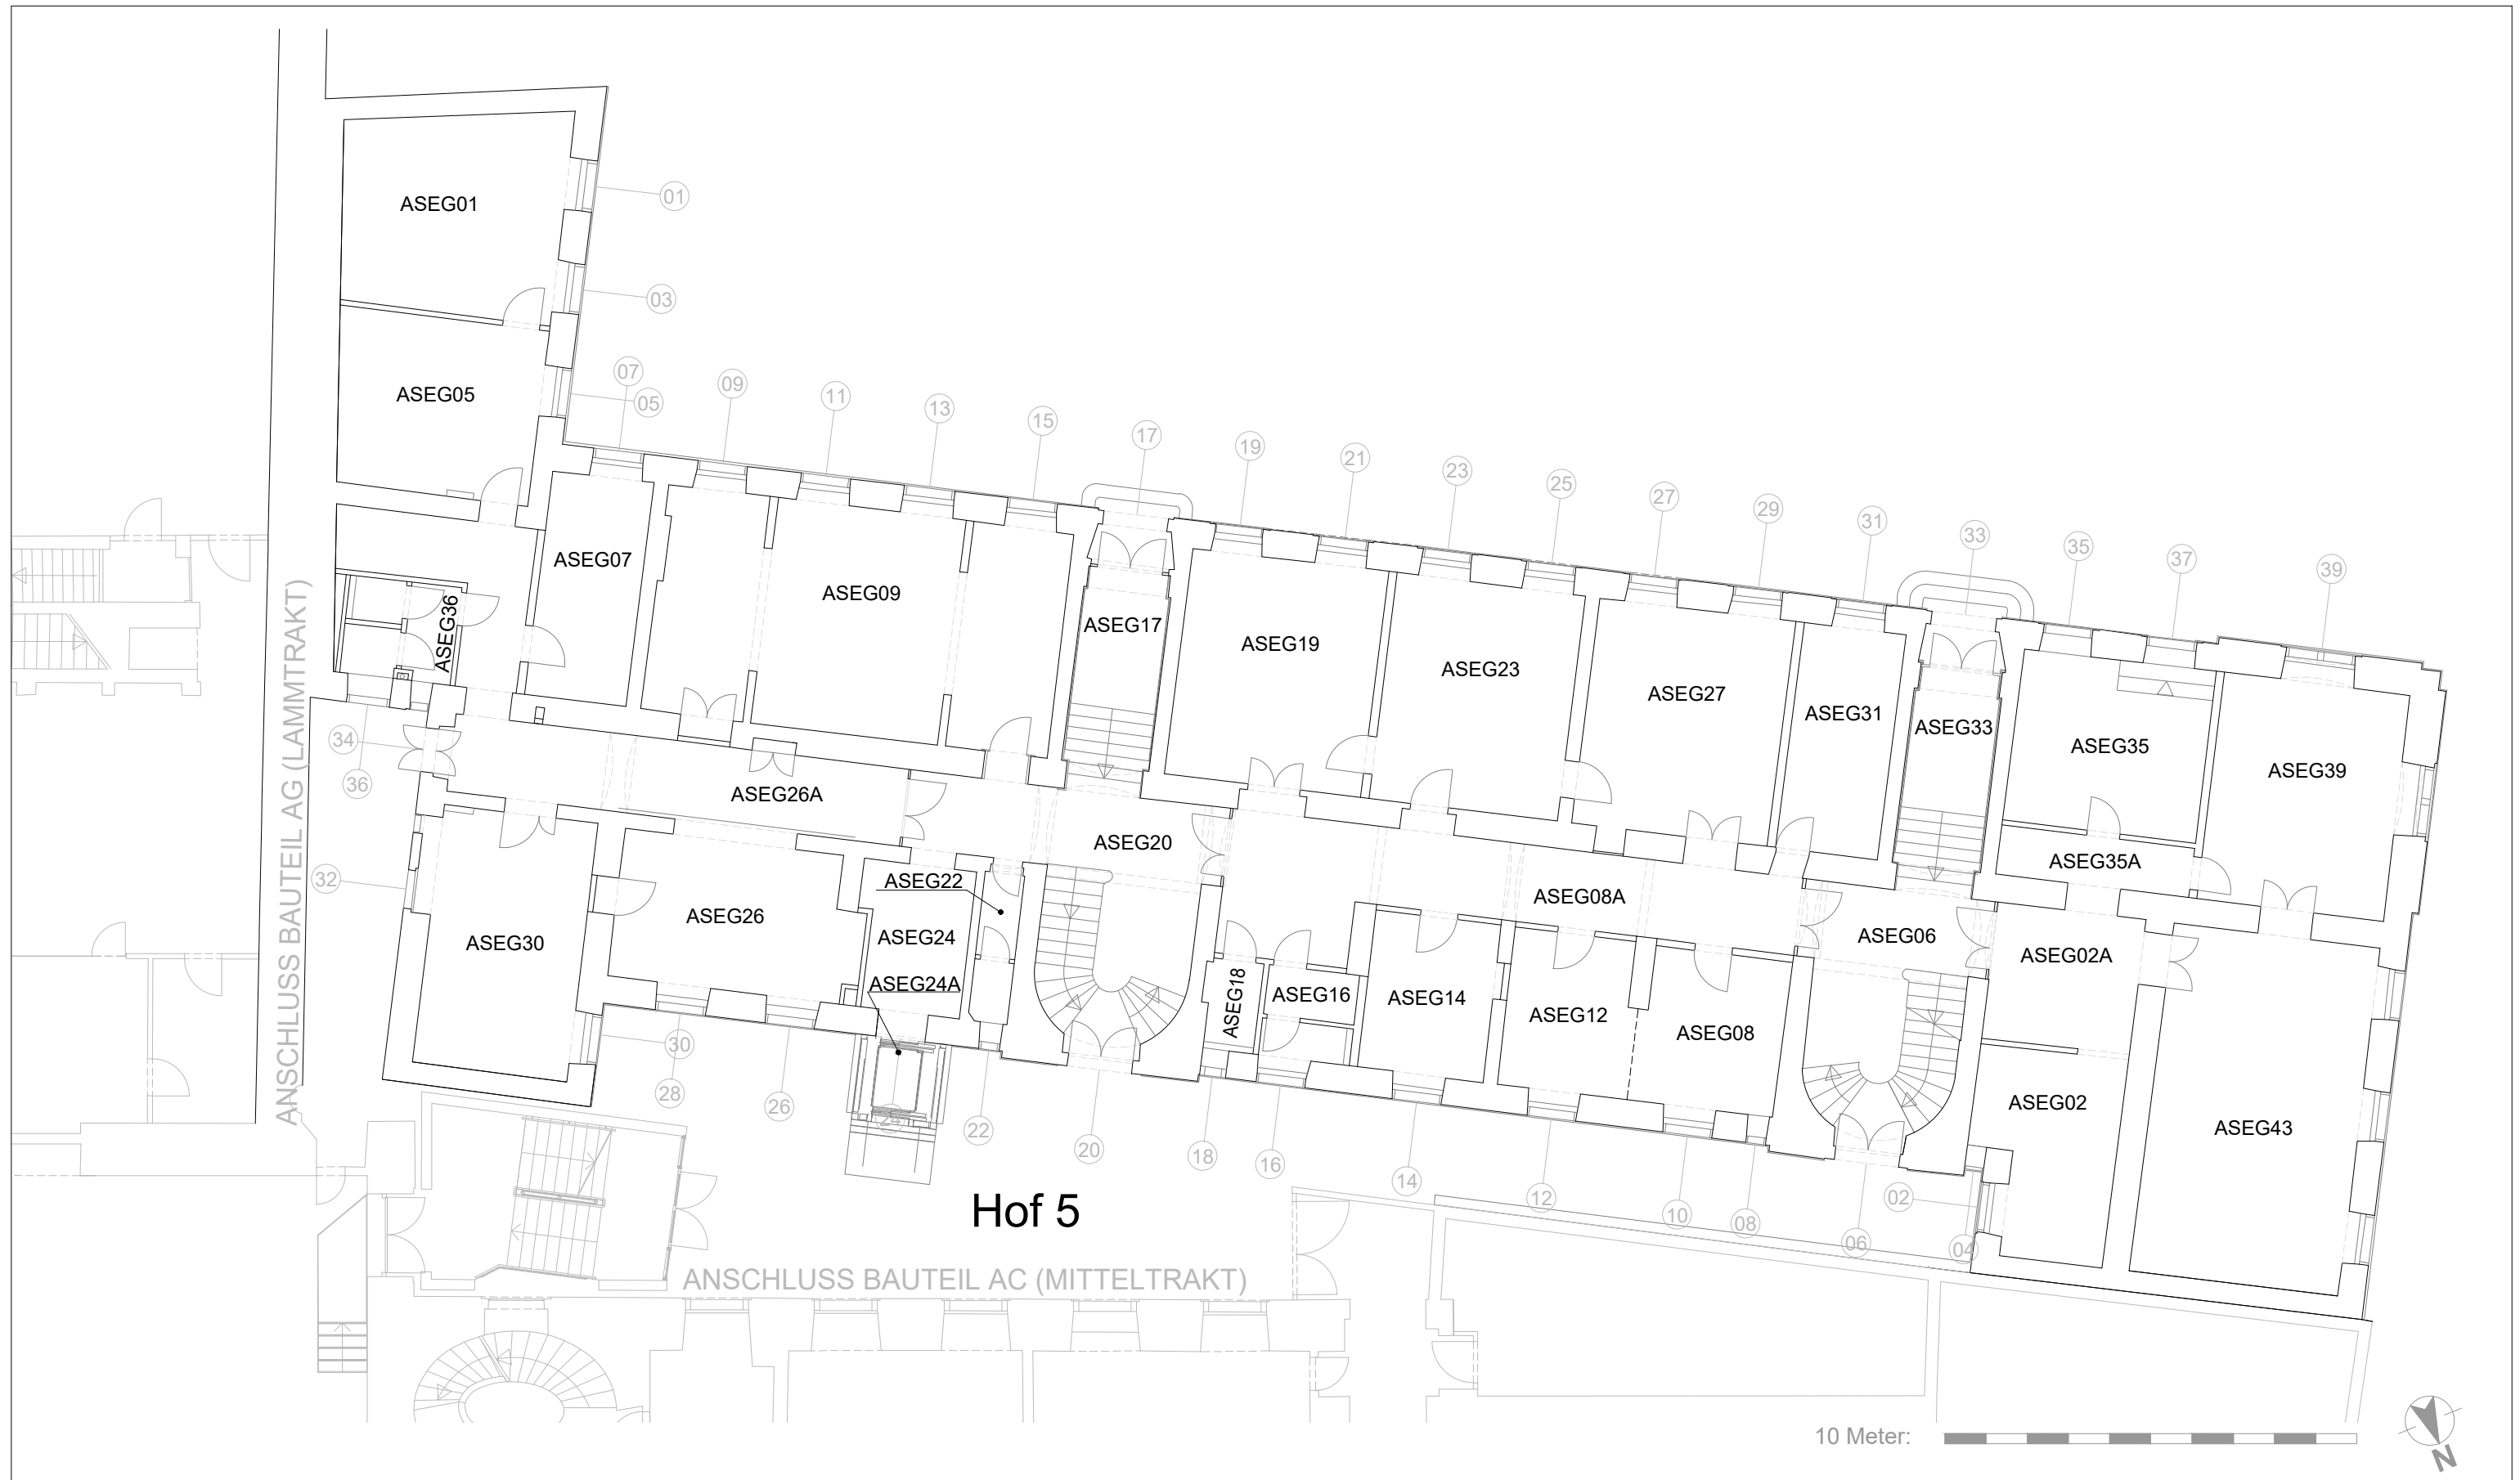 ASEG01
01
03
ASEG05
07
05
09
11
13
15
17
19
21
23
25
27
29
31
33
35
37
39
ASEG07
ASEG09
ASEG17
ASEG19
ASEG23
ASEG27
ASEG31
ASEG33
ASEG35
ASEG39
ASEG36
34
36
ASEG26A
ASEG20
ASEG35A
ASEG08A
32
ASEG22
ASEG30
ASEG26
ASEG24
ASEG24A
ASEG06
ASEG02A
ASEG18
ASEG16
ASEG14
ASEG12
ASEG08
ASEG02
ASEG43
30
28
26
24
22
20
18
16
14
12
10
08
06
04
02
ANSCHLUSS BAUTEIL AG (LAMMTRAKT)
Hof 5
ANSCHLUSS BAUTEIL AC (MITTELTRAKT)
10 Meter:
N